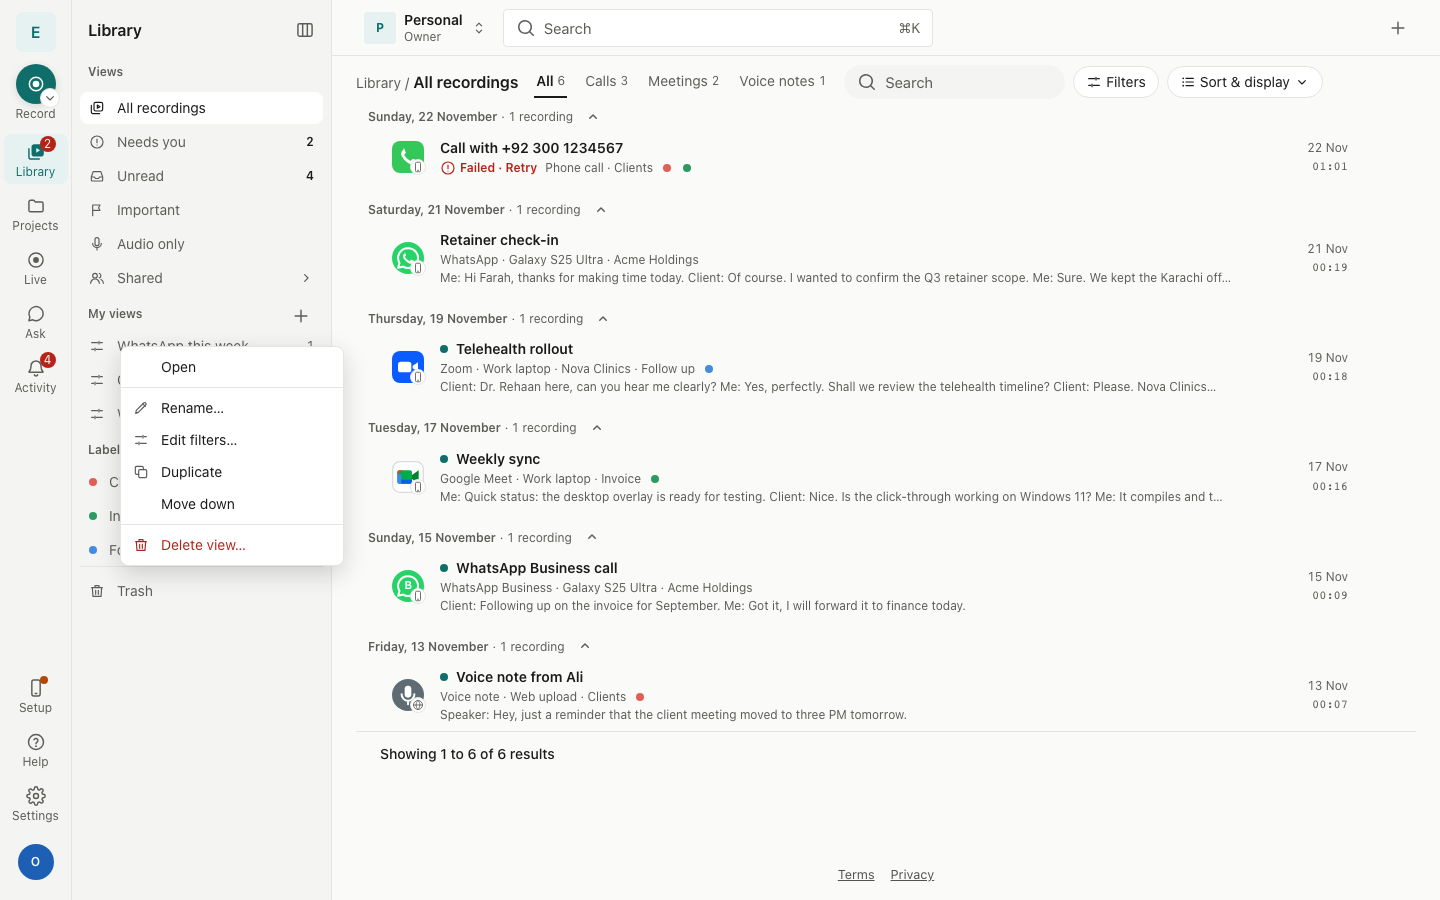 E
Record
2
Library
Projects
Live
Ask
4
Activity
Setup
Help
Settings
O
Library
Views
All recordings
Needs you 2
Unread 4
Important
Audio only
Shared
My views
WhatsApp this week 1
Open
Rename...
Edit filters...
Duplicate
Move down
Delete view...
Label
C
In
Fo
Trash
P
Personal
Owner
Search ⌘K
Library / All recordings
All 6 Calls 3 Meetings 2 Voice notes 1
Search
Filters
Sort & display
Sunday, 22 November · 1 recording
Call with +92 300 1234567
Failed · Retry Phone call · Clients
22 Nov
01:01
Saturday, 21 November · 1 recording
Retainer check-in
WhatsApp · Galaxy S25 Ultra · Acme Holdings
Me: Hi Farah, thanks for making time today. Client: Of course. I wanted to confirm the Q3 retainer scope. Me: Sure. We kept the Karachi off...
21 Nov
00:19
Thursday, 19 November · 1 recording
Telehealth rollout
Zoom · Work laptop · Nova Clinics · Follow up
Client: Dr. Rehaan here, can you hear me clearly? Me: Yes, perfectly. Shall we review the telehealth timeline? Client: Please. Nova Clinics...
19 Nov
00:18
Tuesday, 17 November · 1 recording
Weekly sync
Google Meet · Work laptop · Invoice
Me: Quick status: the desktop overlay is ready for testing. Client: Nice. Is the click-through working on Windows 11? Me: It compiles and t...
17 Nov
00:16
Sunday, 15 November · 1 recording
B
WhatsApp Business call
WhatsApp Business · Galaxy S25 Ultra · Acme Holdings
Client: Following up on the invoice for September. Me: Got it, I will forward it to finance today.
15 Nov
00:09
Friday, 13 November · 1 recording
Voice note from Ali
Voice note · Web upload · Clients
Speaker: Hey, just a reminder that the client meeting moved to three PM tomorrow.
13 Nov
00:07
Showing 1 to 6 of 6 results
Terms Privacy